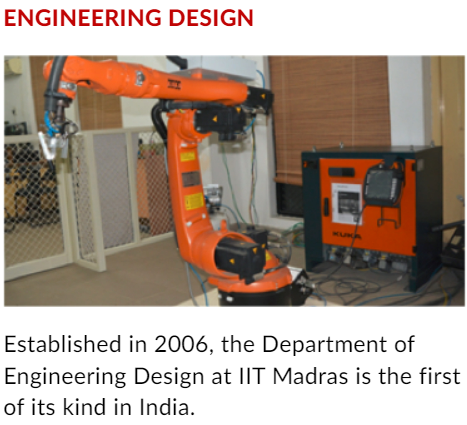 ENGINEERING DESIGN
KUKA
Established in 2006, the Department of
Engineering Design at IIT Madras is the first
of its kind in India.